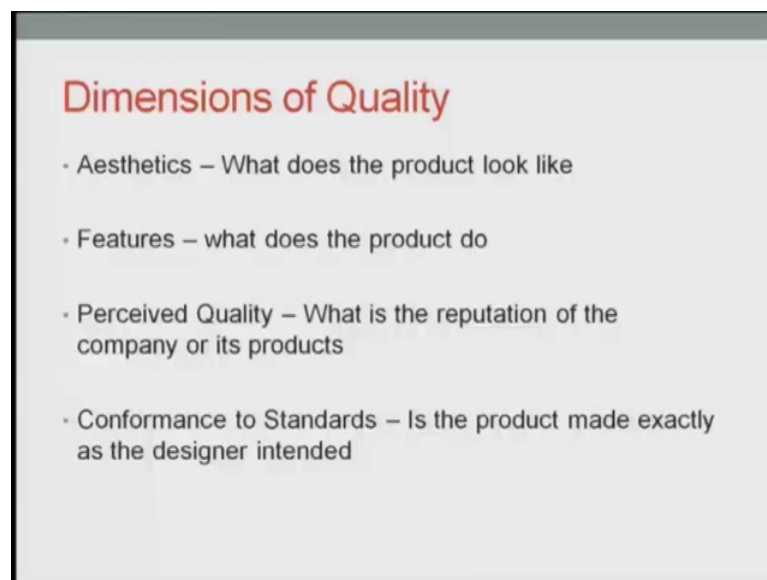 Dimensions of Quality
· Aesthetics – What does the product look like
· Features – what does the product do
· Perceived Quality – What is the reputation of the
company or its products
· Conformance to Standards – Is the product made exactly
as the designer intended